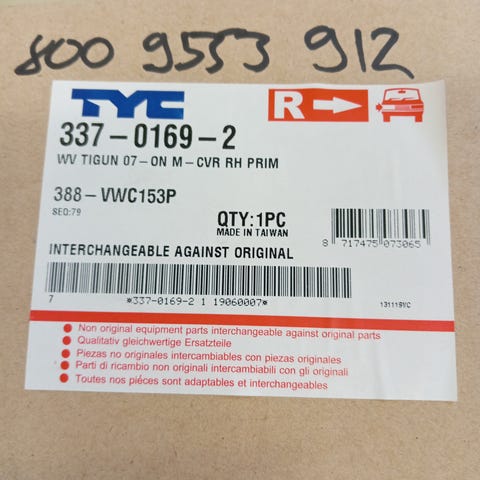 800 9553 912
TYC
R
337-0169-2
WV TIGUN 07-ON M-CVR RH PRIM
388-VWC153P
SEQ:79
QTY:1PC
MADE IN TAIWAN
8 717475 073065
INTERCHANGEABLE AGAINST ORIGINAL
7 *337-0169-2 1 19060007* 131119VC
Non original equipment parts interchangeable against original parts
Qualitativ gleichwertige Ersatzteile
Piezas no originales intercambiables con piezas originales
Parti di ricambio non originali intercambiabili con gli originali
Toutes nos piéces sont adaptables et interchangeables